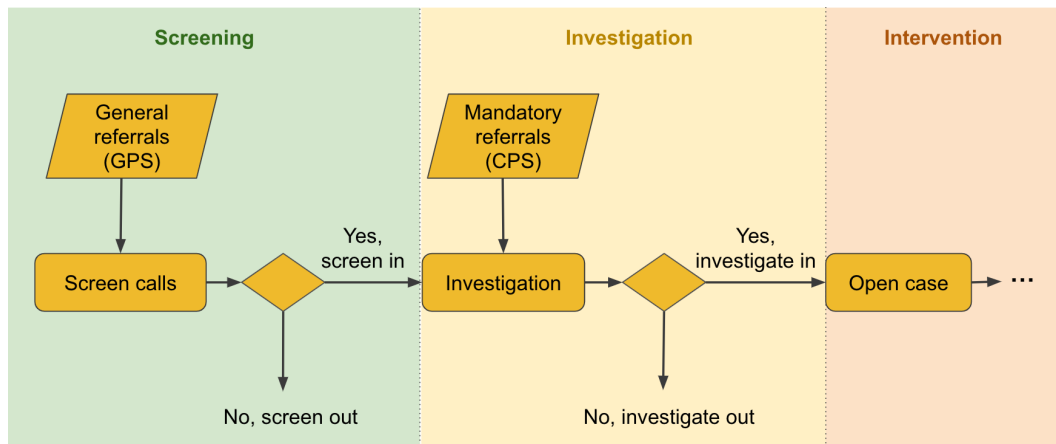 Screening
Investigation
Intervention
General
referrals
(GPS)
Mandatory
referrals
(CPS)
Yes,
screen in
Yes,
investigate in
Screen calls
Investigation
Open case
...
No, screen out
No, investigate out